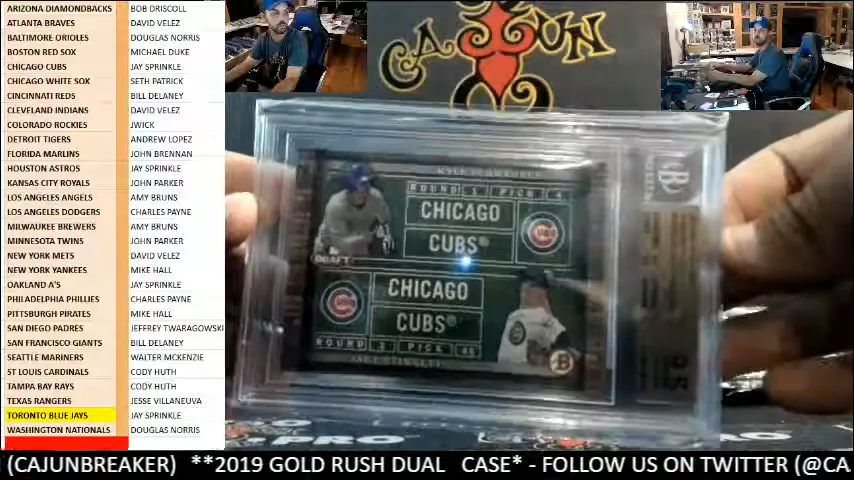 ARIZONA DIAMONDBACKS BOB DRISCOLL
ATLANTA BRAVES DAVID VELEZ
BALTIMORE ORIOLES DOUGLAS NORRIS
BOSTON RED SOX MICHAEL DUKE
CHICAGO CUBS JAY SPRINKLE
CHICAGO WHITE SOX SETH PATRICK
CINCINNATI REDS BILL DELANEY
CLEVELAND INDIANS DAVID VELEZ
COLORADO ROCKIES JWICK
DETROIT TIGERS ANDREW LOPEZ
FLORIDA MARLINS JOHN BRENNAN
HOUSTON ASTROS JAY SPRINKLE
KANSAS CITY ROYALS JOHN PARKER
LOS ANGELES ANGELS AMY BRUNS
LOS ANGELES DODGERS CHARLES PAYNE
MILWAUKEE BREWERS AMY BRUNS
MINNESOTA TWINS JOHN PARKER
NEW YORK METS DAVID VELEZ
NEW YORK YANKEES MIKE HALL
OAKLAND A'S JAY SPRINKLE
PHILADELPHIA PHILLIES CHARLES PAYNE
PITTSBURGH PIRATES MIKE HALL
SAN DIEGO PADRES JEFFREY TWARAGOWSKI
SAN FRANCISCO GIANTS BILL DELANEY
SEATTLE MARINERS WALTER MCKENZIE
ST LOUIS CARDINALS CODY HUTH
TAMPA BAY RAYS CODY HUTH
TEXAS RANGERS JESSE VILLANEUVA
TORONTO BLUE JAYS JAY SPRINKLE
WASHINGTON NATIONALS DOUGLAS NORRIS
CAJUN
KYLE SCHWARBER
ROUND 1 PICK 4
CHICAGO
CUBS®
CUBS
DRAFT
CHICAGO
CUBS®
ROUND PICK
B
9.5
PRO
(CAJUNBREAKER) **2019 GOLD RUSH DUAL CASE* - FOLLOW US ON TWITTER (@CA